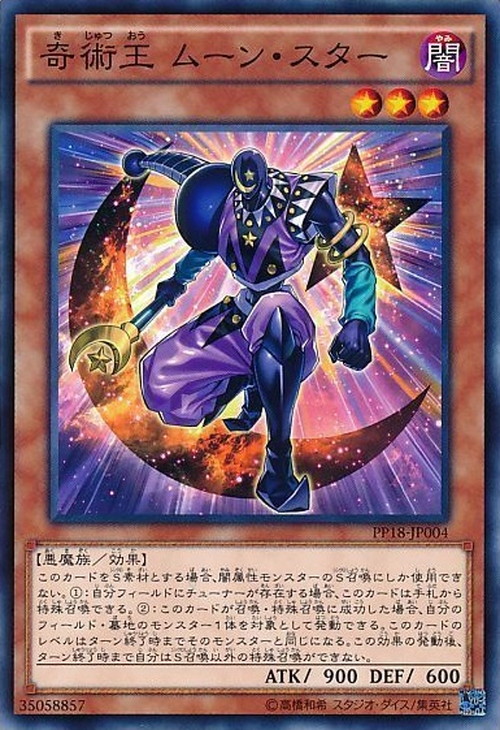 奇術王 ムーン・スター
闇
PP18-JP004
【悪魔族／効果】
このカードをＳ素材とする場合、闇属性モンスターのＳ召喚にしか使用でき
ない。①：自分フィールドにチューナーが存在する場合、このカードは手札から
特殊召喚できる。②：このカードが召喚・特殊召喚に成功した場合、自分の
フィールド・墓地のモンスター1体を対象として発動できる。このカードの
レベルはターン終了時までそのモンスターと同じになる。この効果の発動後、
ターン終了時まで自分はＳ召喚以外の特殊召喚ができない。
ATK/ 900 DEF/ 600
35058857
©高橋和希 スタジオ・ダイス/集英社